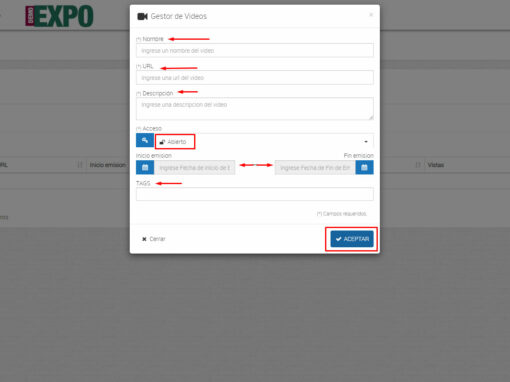 DEMO
EXPO
Gestor de Videos ×
(*) Nombre
Ingrese un nombre del video
(*) URL
Ingrese una url del video
(*) Descripción
Ingrese una descripción del video
(*) Acceso
Abierto
Inicio emision Fin emision
Ingrese Fecha de Inicio de E Ingrese Fecha de Fin de Em
TAGS
(*) Campos requeridos.
Cerrar ACEPTAR
URL Inicio emision Vistas